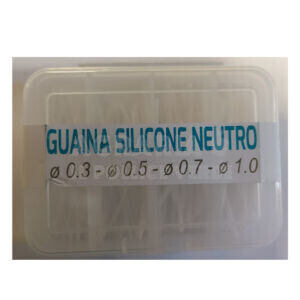 GUAINA SILICONE NEUTRO
ø 0.3 - ø 0.5 - ø 0.7 - ø 1.0